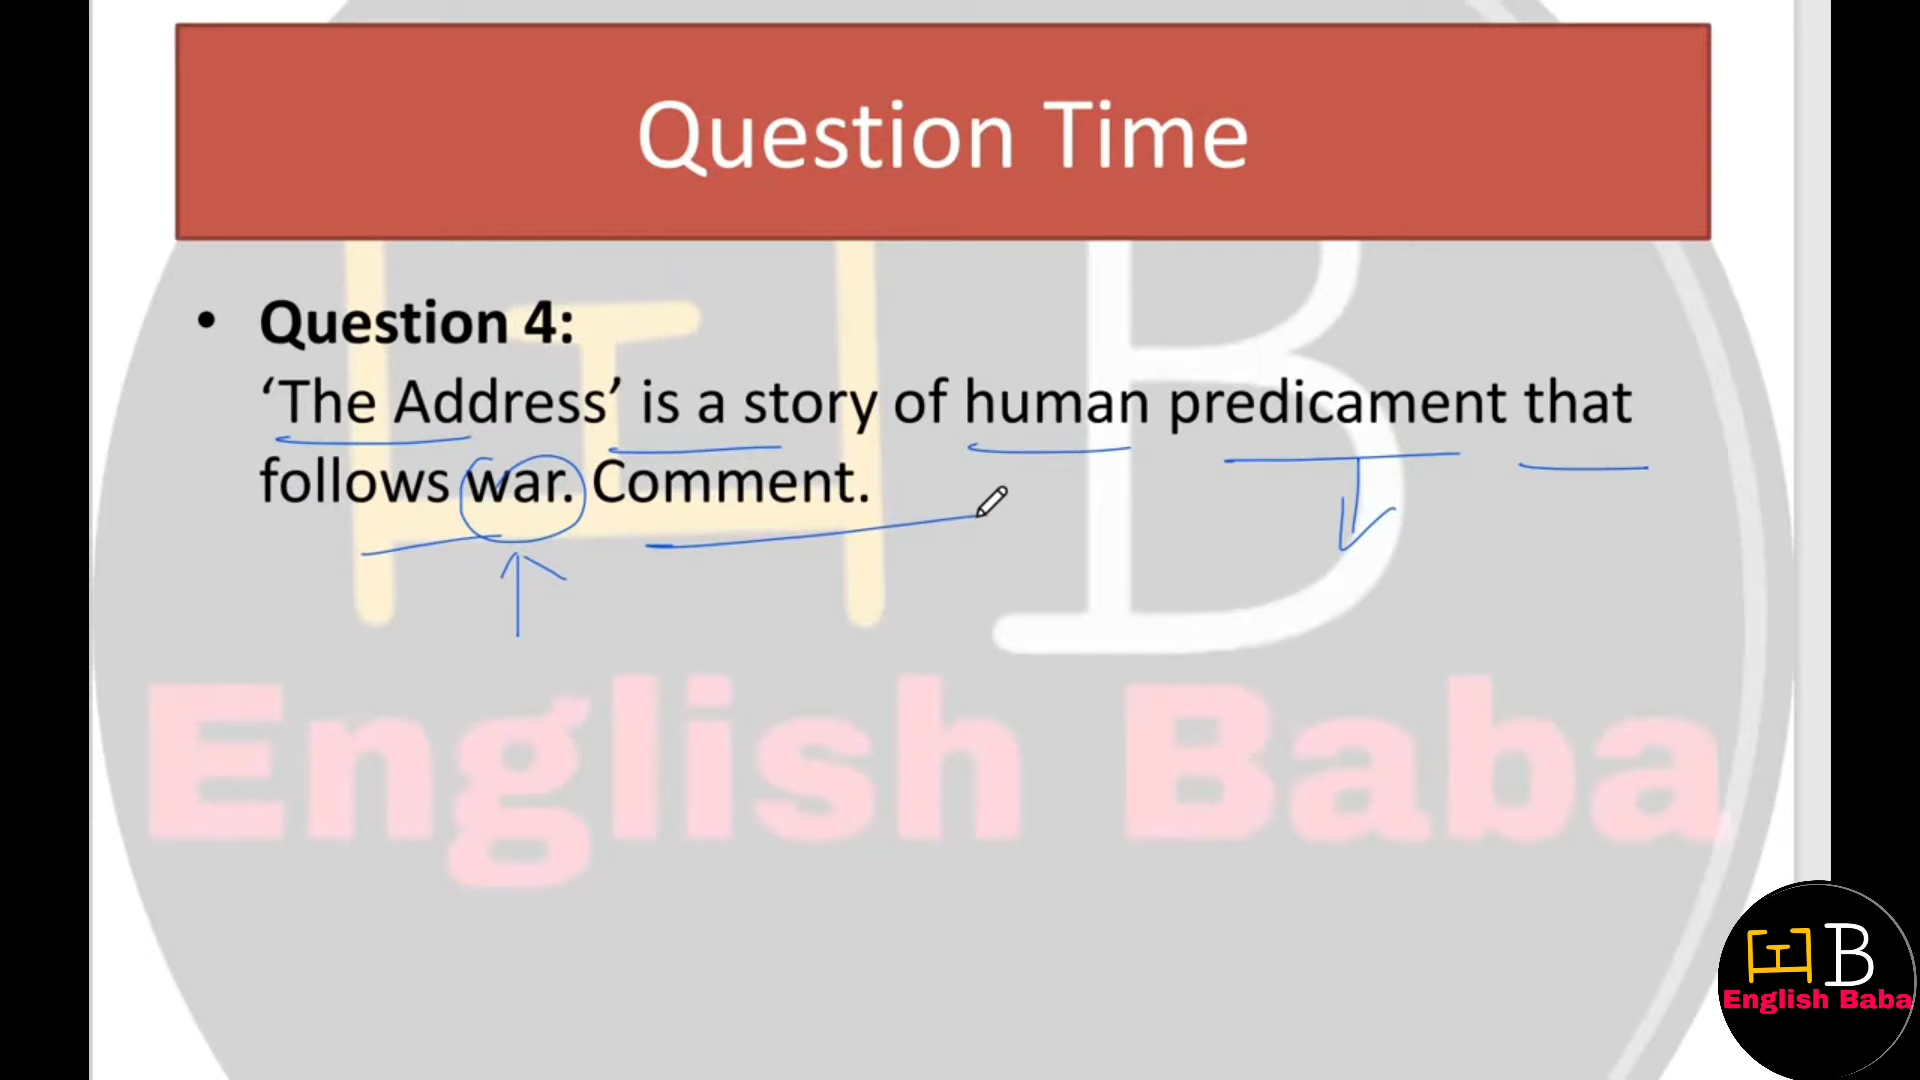 Question Time
• Question 4:
‘The Address’ is a story of human predicament that
follows war. Comment.
English Baba
B
English Baba